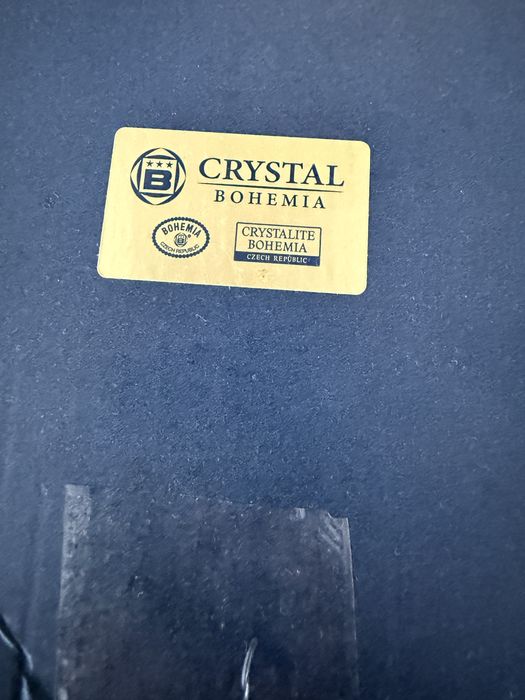 B
CRYSTAL
BOHEMIA
BOHEMIA
CZECH REPUBLIC
CRYSTALITE
BOHEMIA
CZECH REPUBLIC